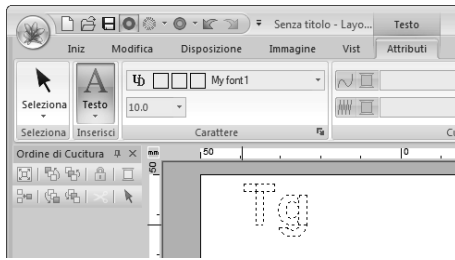 Senza titolo - Layo... Testo
Iniz Modifica Disposizione Immagine Vist Attributi
Seleziona Testo
My font1
10.0
Seleziona Inserisci Carattere
Ordine di Cucitura
mm 50 0
50
Tg